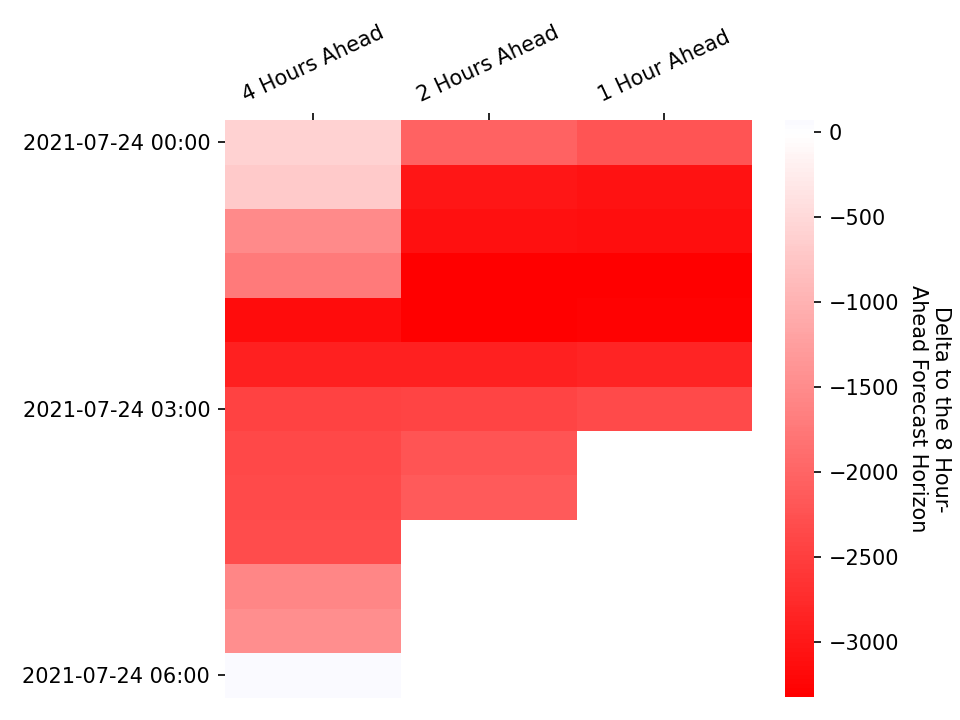 4 Hours Ahead
2 Hours Ahead
1 Hour Ahead
2021-07-24 00:00
2021-07-24 03:00
2021-07-24 06:00
0
−500
−1000
−1500
−2000
−2500
−3000
Delta to the 8 Hour-
Ahead Forecast Horizon